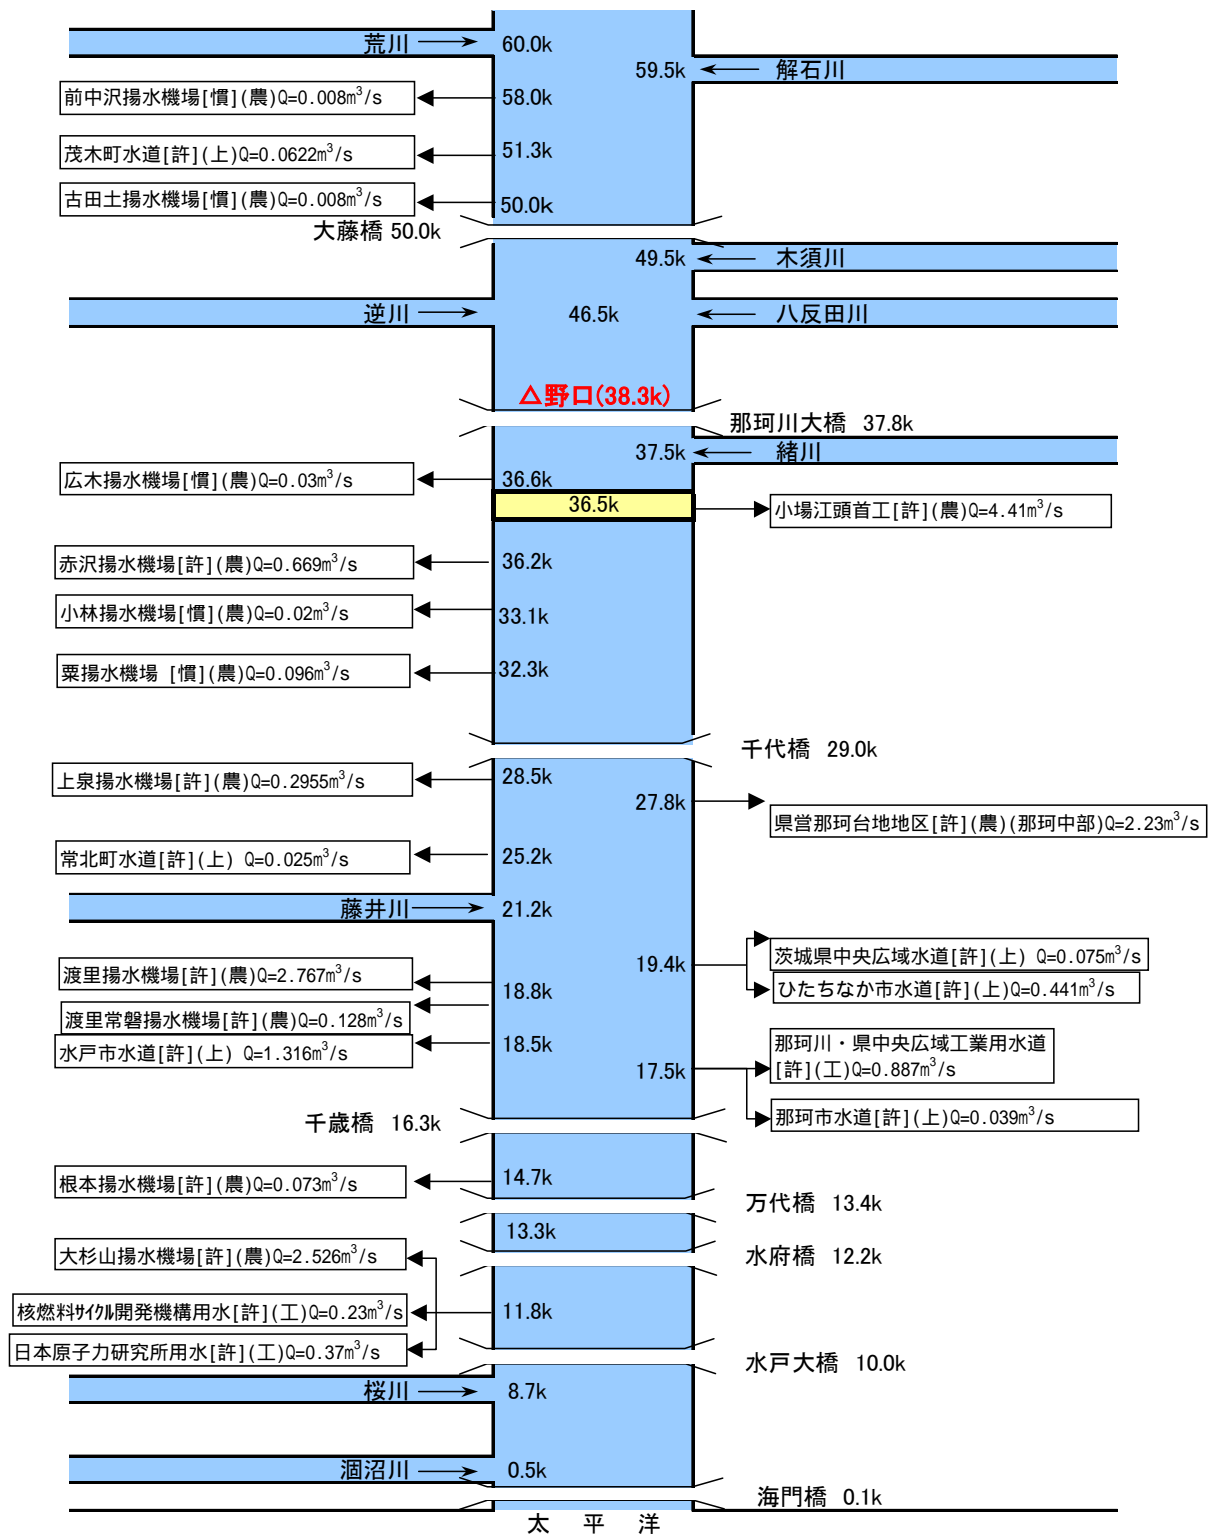 荒川
60.0k
59.5k
解石川
前中沢揚水機場[慣](農)Q=0.008m³/s
58.0k
茂木町水道[許](上)Q=0.0622m³/s
51.3k
古田土揚水機場[慣](農)Q=0.008m³/s
50.0k
大藤橋 50.0k
49.5k
木須川
逆川
46.5k
八反田川
△野口(38.3k)
那珂川大橋 37.8k
37.5k
緒川
広木揚水機場[慣](農)Q=0.03m³/s
36.6k
36.5k
小場江頭首工[許](農)Q=4.41m³/s
赤沢揚水機場[許](農)Q=0.669m³/s
36.2k
小林揚水機場[慣](農)Q=0.02m³/s
33.1k
粟揚水機場 [慣](農)Q=0.096m³/s
32.3k
千代橋 29.0k
上泉揚水機場[許](農)Q=0.2955m³/s
28.5k
27.8k
県営那珂台地地区[許](農)(那珂中部)Q=2.23m³/s
常北町水道[許](上) Q=0.025m³/s
25.2k
藤井川
21.2k
19.4k
茨城県中央広域水道[許](上) Q=0.075m³/s
ひたちなか市水道[許](上)Q=0.441m³/s
渡里揚水機場[許](農)Q=2.767m³/s
18.8k
渡里常磐揚水機場[許](農)Q=0.128m³/s
水戸市水道[許](上) Q=1.316m³/s
18.5k
17.5k
那珂川・県中央広域工業用水道
[許](工)Q=0.887m³/s
那珂市水道[許](上)Q=0.039m³/s
千歳橋 16.3k
根本揚水機場[許](農)Q=0.073m³/s
14.7k
万代橋 13.4k
13.3k
水府橋 12.2k
大杉山揚水機場[許](農)Q=2.526m³/s
核燃料ｻｲｸﾙ開発機構用水[許](工)Q=0.23m³/s
11.8k
日本原子力研究所用水[許](工)Q=0.37m³/s
水戸大橋 10.0k
桜川
8.7k
涸沼川
0.5k
海門橋 0.1k
太 平 洋